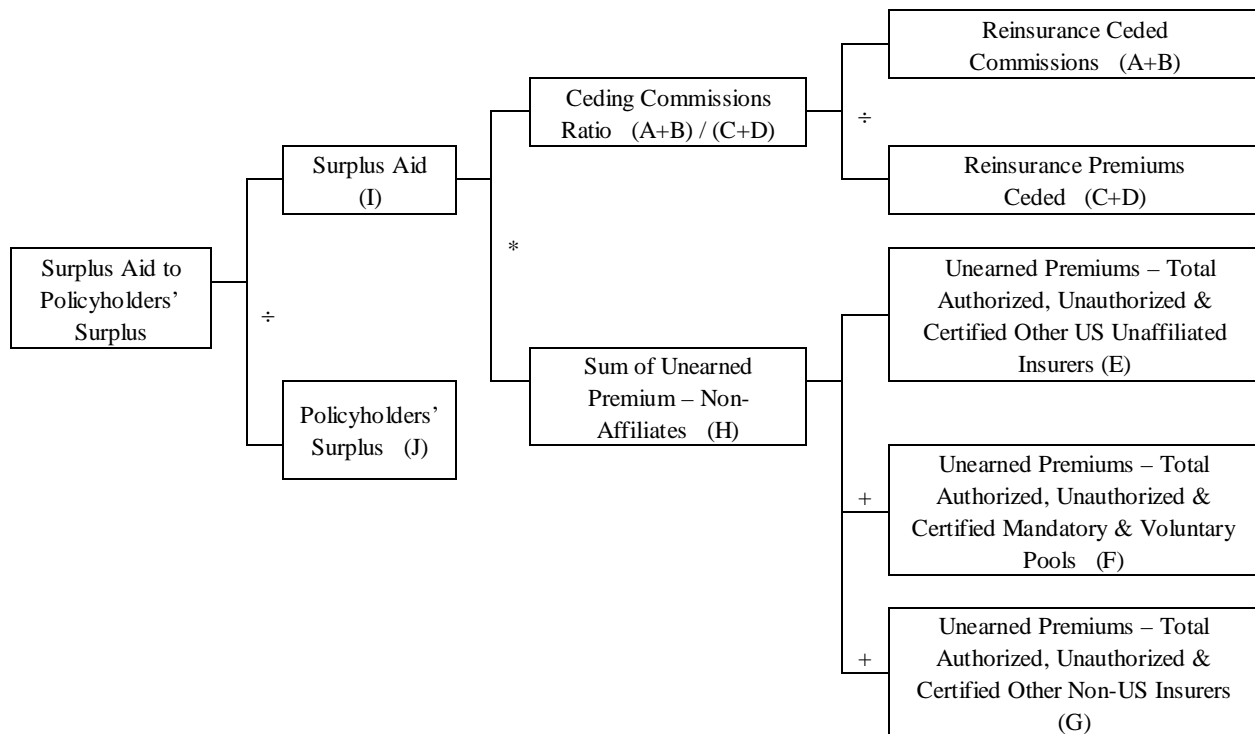 Surplus Aid to
Policyholders’
Surplus
÷
Surplus Aid
(I)
Policyholders’
Surplus (J)
*
Ceding Commissions
Ratio (A+B) / (C+D)
Sum of Unearned
Premium – Non-
Affiliates (H)
÷
Reinsurance Ceded
Commissions (A+B)
Reinsurance Premiums
Ceded (C+D)
Unearned Premiums – Total
Authorized, Unauthorized &
Certified Other US Unaffiliated
Insurers (E)
+
Unearned Premiums – Total
Authorized, Unauthorized &
Certified Mandatory & Voluntary
Pools (F)
+
Unearned Premiums – Total
Authorized, Unauthorized &
Certified Other Non-US Insurers
(G)